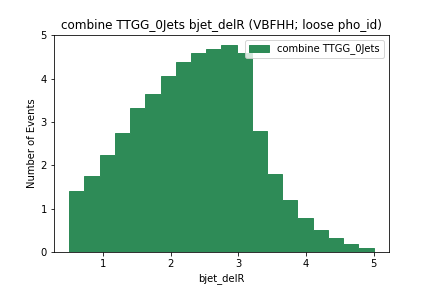 combine TTGG_0Jets bjet_delR (VBFHH; loose pho_id)
combine TTGG_0Jets
Number of Events
5
4
3
2
1
0
1 2 3 4 5
bjet_delR